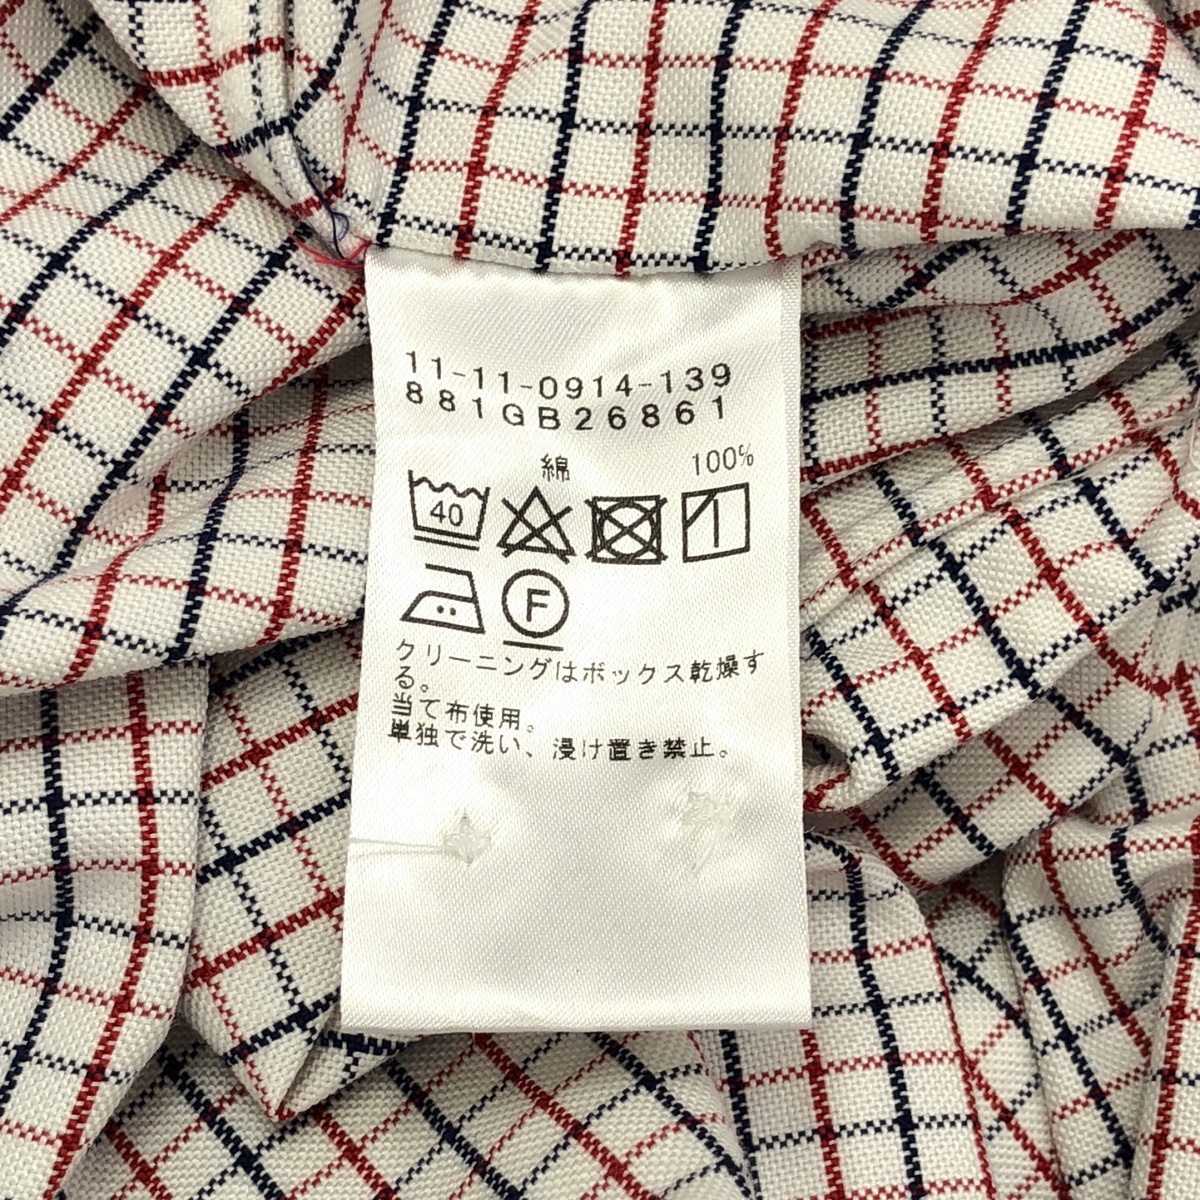 11-11-0914-139
881GB26861
綿 100%
40
F
クリーニングはボックス乾燥す
る。
当て布使用。
単独で洗い、浸け置き禁止。